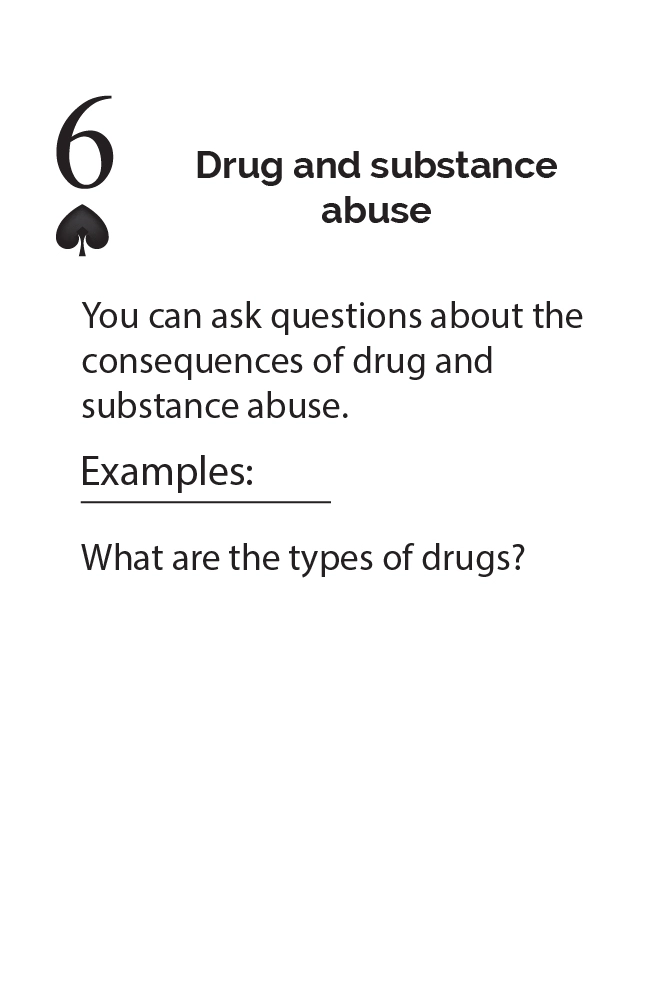 6
Drug and substance
abuse
You can ask questions about the
consequences of drug and
substance abuse.
Examples:
What are the types of drugs?